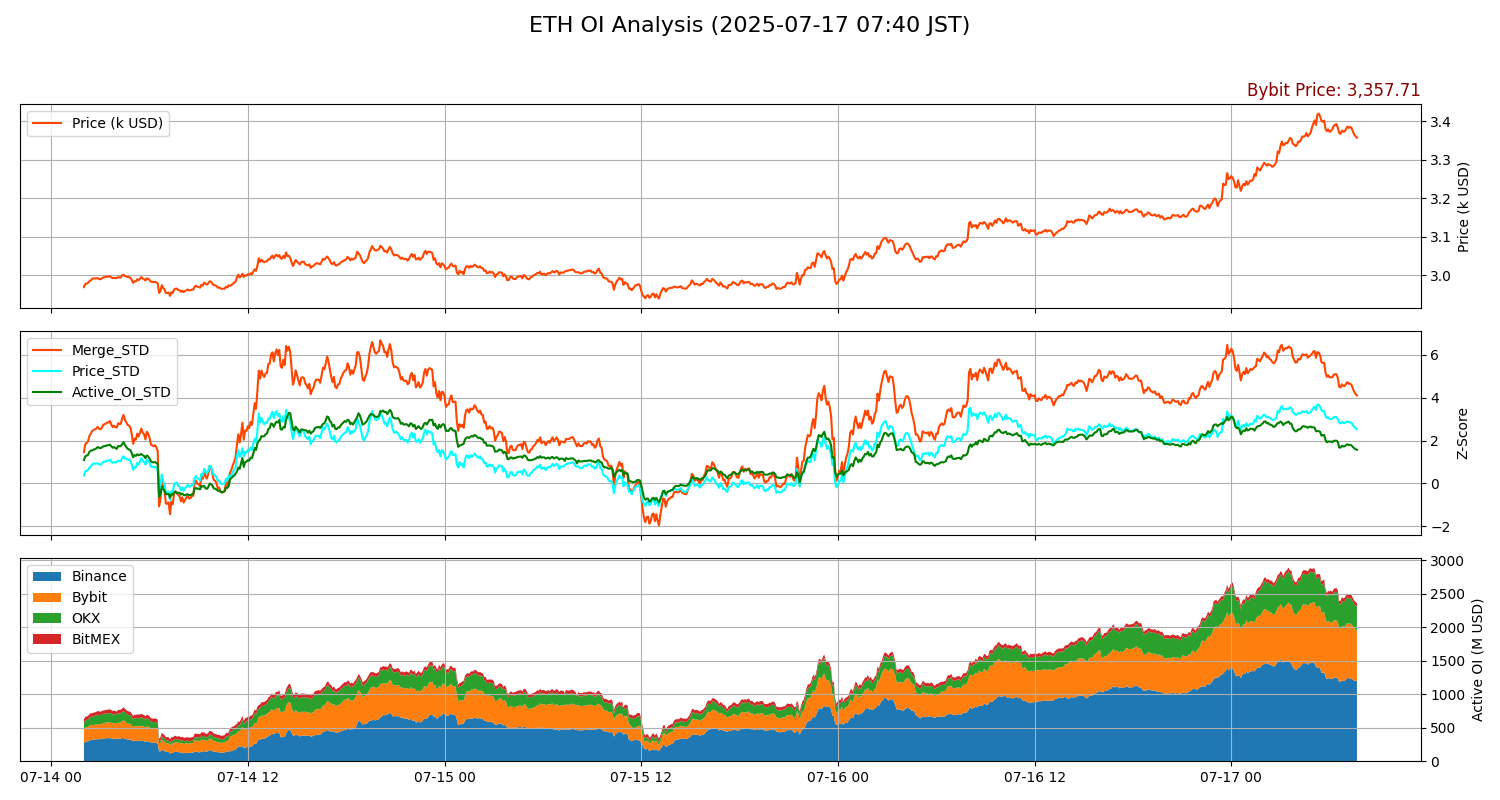 ETH OI Analysis (2025-07-17 07:40 JST)
Bybit Price: 3,357.71
Price (k USD)
3.4
3.3
3.2
3.1
3.0
Price (k USD)
Merge_STD
Price_STD
Active_OI_STD
6
4
2
0
−2
Z-Score
Binance
Bybit
OKX
BitMEX
3000
2500
2000
1500
1000
500
0
Active OI (M USD)
07-14 00
07-14 12
07-15 00
07-15 12
07-16 00
07-16 12
07-17 00